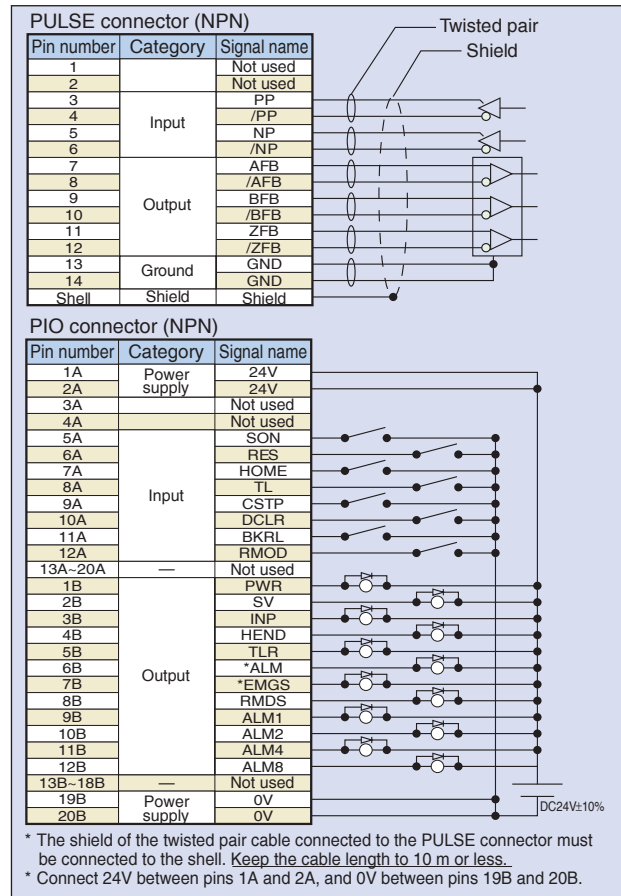 PULSE connector (NPN)
Twisted pair
Shield
Pin number Category Signal name
1 Not used
2 Not used
3 PP
4 /PP
Input
5 NP
6 /NP
7 AFB
8 /AFB
9 BFB
Output
10 /BFB
11 ZFB
12 /ZFB
13 GND
Ground
14 GND
Shell Shield Shield
PIO connector (NPN)
Pin number Category Signal name
1A Power 24V
2A supply 24V
3A Not used
4A Not used
5A SON
6A RES
7A HOME
8A TL
Input
9A CSTP
10A DCLR
11A BKRL
12A RMOD
13A~20A — Not used
1B PWR
2B SV
3B INP
4B HEND
5B TLR
6B *ALM
Output
7B *EMGS
8B RMDS
9B ALM1
10B ALM2
11B ALM4
12B ALM8
13B~18B — Not used
19B Power 0V
20B supply 0V
DC24V±10%
* The shield of the twisted pair cable connected to the PULSE connector must
be connected to the shell. Keep the cable length to 10 m or less.
* Connect 24V between pins 1A and 2A, and 0V between pins 19B and 20B.